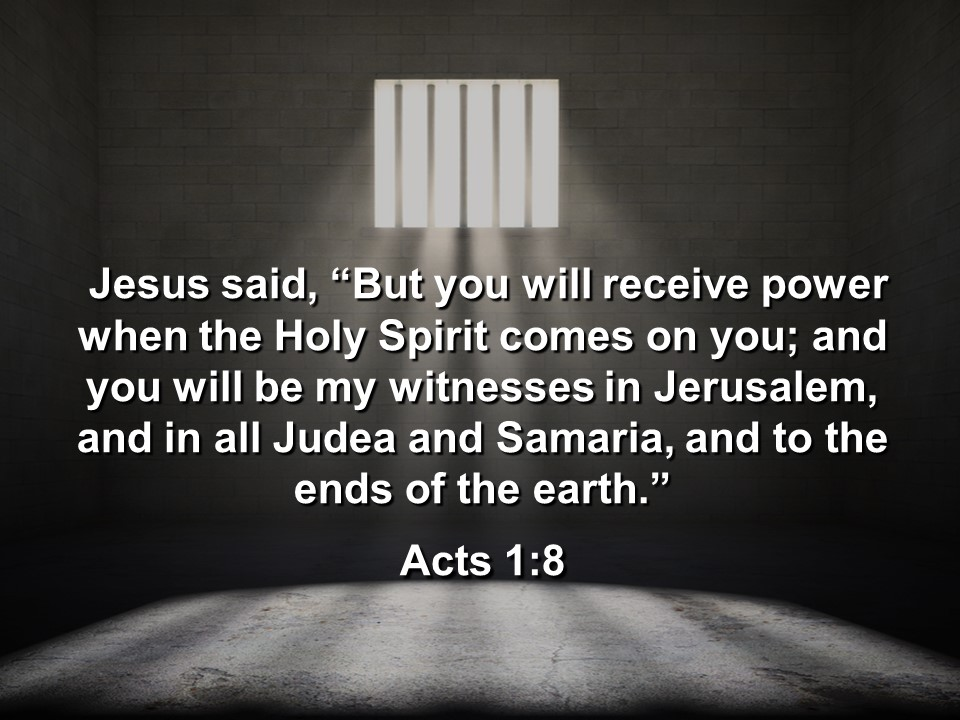 Jesus said, “But you will receive power
when the Holy Spirit comes on you; and
you will be my witnesses in Jerusalem,
and in all Judea and Samaria, and to the
ends of the earth.”
Acts 1:8